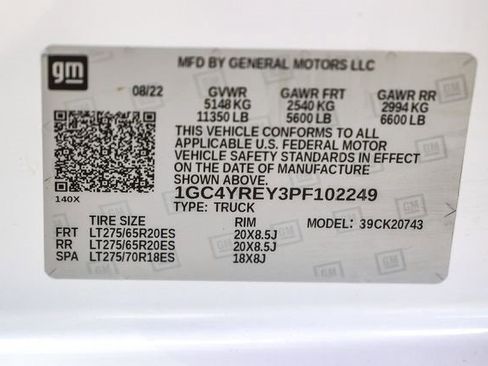 gm
MFD BY GENERAL MOTORS LLC
08/22 GVWR GAWR FRT GAWR RR
5148 KG 2540 KG 2994 KG
11350 LB 5600 LB 6600 LB
THIS VEHICLE CONFORMS TO ALL
APPLICABLE U.S. FEDERAL MOTOR
VEHICLE SAFETY STANDARDS IN EFFECT
ON THE DATE OF MANUFACTURE
SHOWN ABOVE.
140X
1GC4YREY3PF102249
TYPE: TRUCK
TIRE SIZE RIM MODEL: 39CK20743
FRT LT275/65R20ES 20X8.5J
RR LT275/65R20ES 20X8.5J
SPA LT275/70R18ES 18X8J